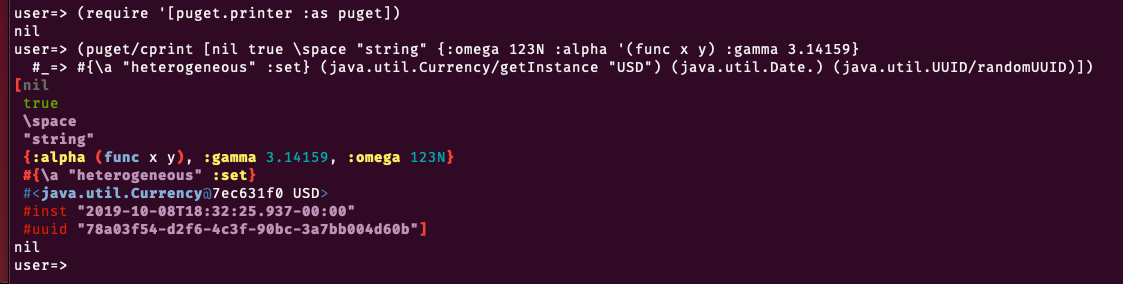 user=> (require '[puget.printer :as puget])
nil
user=> (puget/cprint [nil true \space "string" {:omega 123N :alpha '(func x y) :gamma 3.14159}
  #_=> #{\a "heterogeneous" :set} (java.util.Currency/getInstance "USD") (java.util.Date.) (java.util.UUID/randomUUID)])
[nil
 true
 \space
 "string"
 {:alpha (func x y), :gamma 3.14159, :omega 123N}
 #{\a "heterogeneous" :set}
 #<java.util.Currency@7ec631f0 USD>
 #inst "2019-10-08T18:32:25.937-00:00"
 #uuid "78a03f54-d2f6-4c3f-90bc-3a7bb004d60b"]
nil
user=>